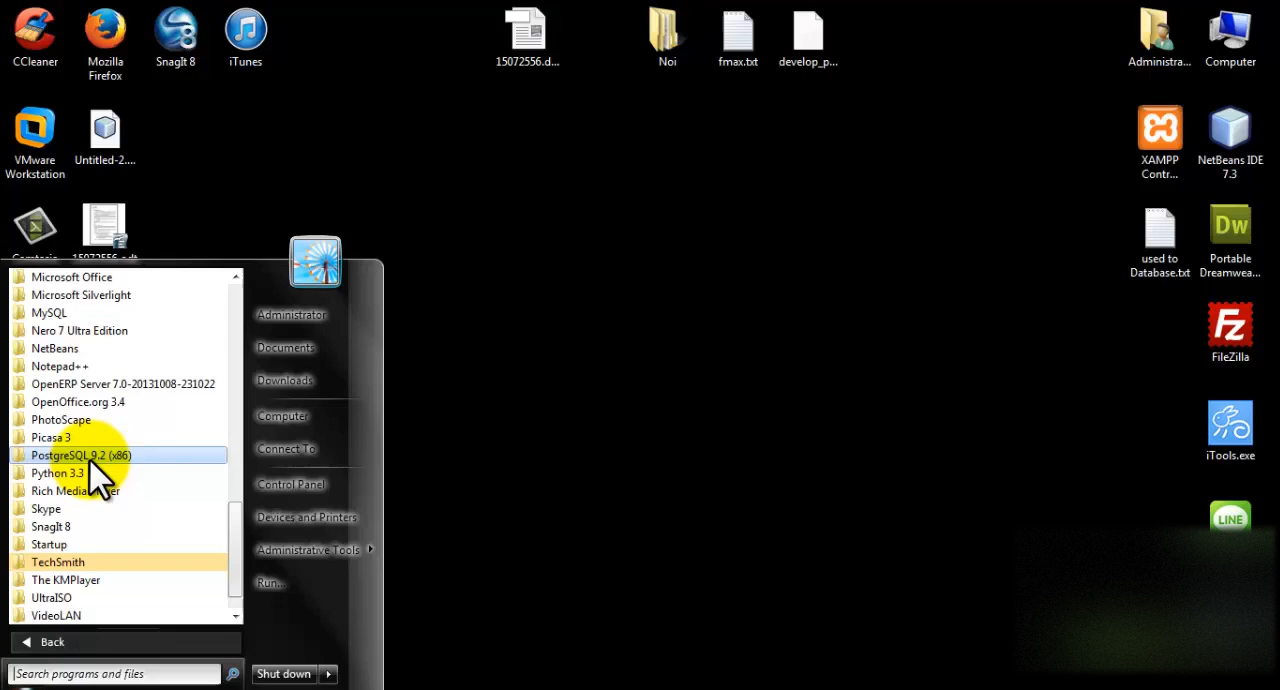 CCleaner
Mozilla
Firefox
SnagIt 8
iTunes
15072556.d...
Noi
fmax.txt
develop_p...
Administra...
Computer
VMware
Workstation
Untitled-2....
XAMPP
Contr...
NetBeans IDE
7.3
used to
Database.txt
Dw
Portable
Dreamwea...
Fz
FileZilla
iTools.exe
LINE
Microsoft Office
Microsoft Silverlight
MySQL
Nero 7 Ultra Edition
NetBeans
Notepad++
OpenERP Server 7.0-20131008-231022
OpenOffice.org 3.4
PhotoScape
Picasa 3
PostgreSQL 9.2 (x86)
Python 3.3
Rich Media
Skype
SnagIt 8
Startup
TechSmith
The KMPlayer
UltraISO
VideoLAN
Back
Search programs and files
Administrator
Documents
Downloads
Computer
Connect To
Control Panel
Devices and Printers
Administrative Tools
Run...
Shut down